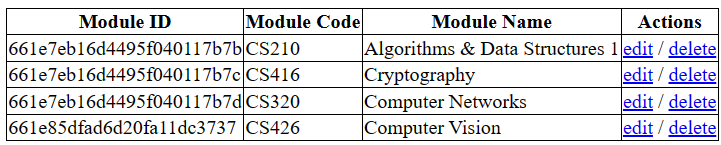 Module ID Module Code Module Name Actions
661e7eb16d4495f040117b7b CS210 Algorithms & Data Structures 1 edit / delete
661e7eb16d4495f040117b7c CS416 Cryptography edit / delete
661e7eb16d4495f040117b7d CS320 Computer Networks edit / delete
661e85dfad6d20fa11dc3737 CS426 Computer Vision edit / delete